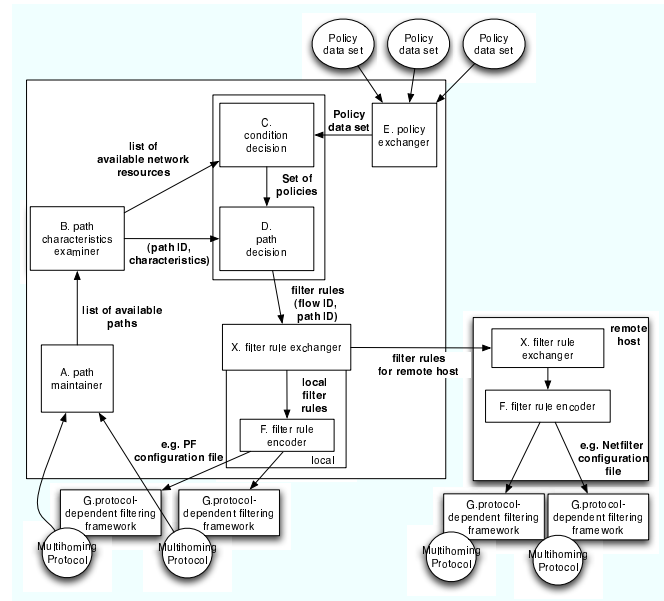 Policy
data set
Policy
data set
Policy
data set
C.
condition
decision
Policy
data set
E. policy
exchanger
list of
available network
resources
Set of
policies
B. path
characteristics
examiner
(path ID,
characteristics)
D.
path
decision
filter rules
(flow ID,
path ID)
list of available
paths
X. filter rule exchanger
filter rules
for remote host
remote
host
X. filter rule
exchanger
A. path
maintainer
local
filter
rules
F. filter rule
encoder
local
F. filter rule encoder
e.g. PF
configuration file
e.g. Netfilter
configuration
file
G.protocol-
dependent filtering
framework
G.protocol-
dependent filtering
framework
G.protocol-
dependent filtering
framework
G.protocol-
dependent filtering
framework
Multihoming
Protocol
Multihoming
Protocol
Multihoming
Protocol
Multihoming
Protocol